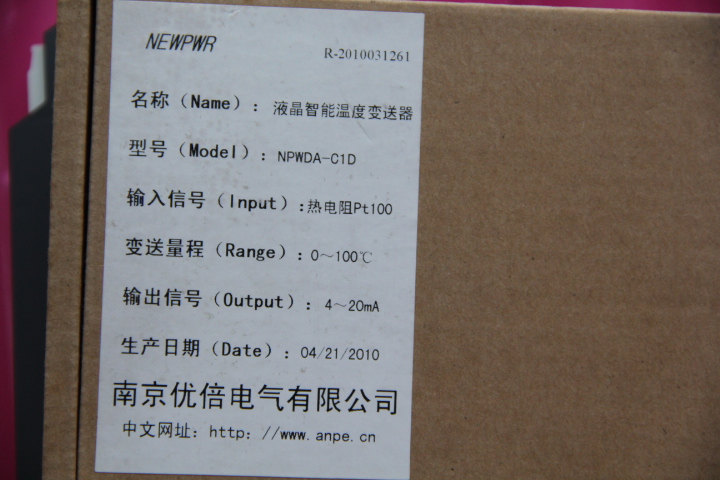 NEWPWR
R-2010031261
名称（Name）：液晶智能温度变送器
型号（Model）：NPWDA-C1D
输入信号（Input）:热电阻Pt100
变送量程（Range）：0～100℃
输出信号（Output）：4～20mA
生产日期（Date）：04/21/2010
南京优倍电气有限公司
中文网址：http：//www.anpe.cn